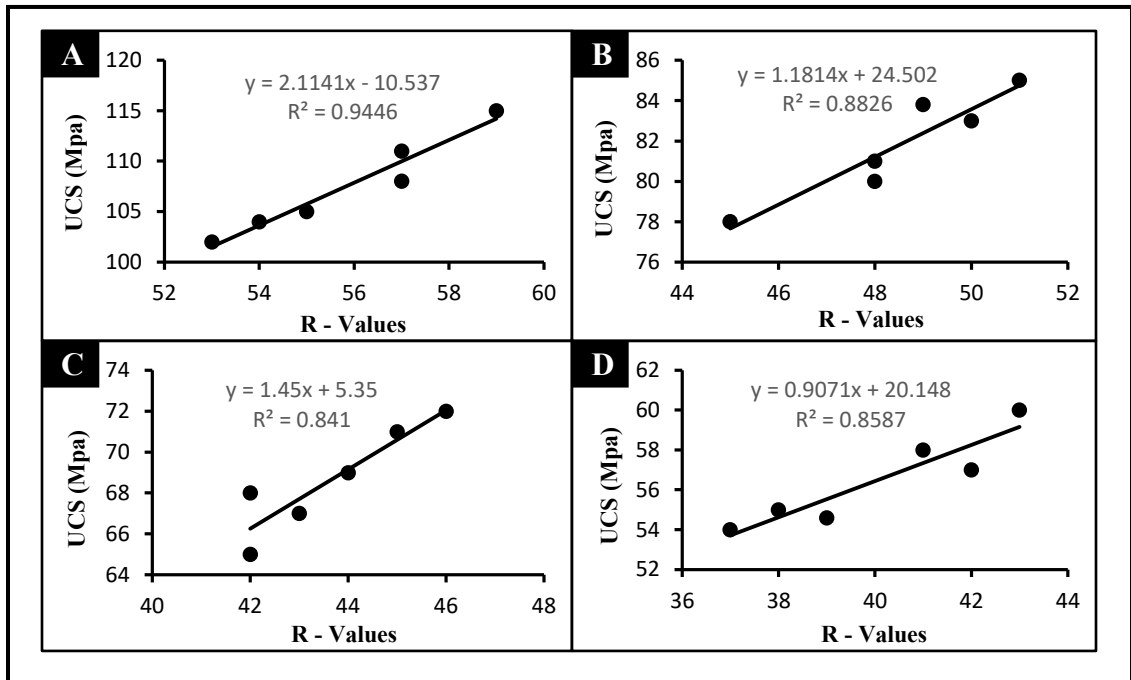 A
120
115
110
105
100
UCS (Mpa)
y = 2.1141x - 10.537
R² = 0.9446
52 54 56 58 60
R - Values
B
86
84
82
80
78
76
UCS (Mpa)
y = 1.1814x + 24.502
R² = 0.8826
44 46 48 50 52
R - Values
C
74
72
70
68
66
64
UCS (Mpa)
y = 1.45x + 5.35
R² = 0.841
40 42 44 46 48
R - Values
D
62
60
58
56
54
52
UCS (Mpa)
y = 0.9071x + 20.148
R² = 0.8587
36 38 40 42 44
R - Values